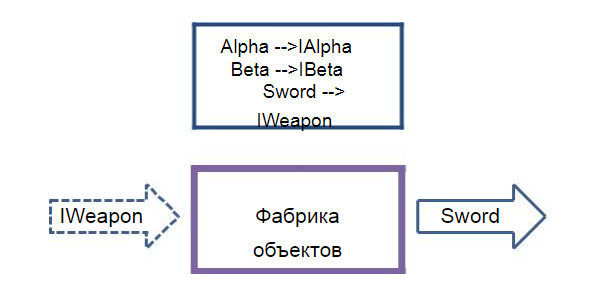 Alpha -->IAlpha
Beta -->IBeta
Sword -->
IWeapon
IWeapon
Фабрика
объектов
Sword